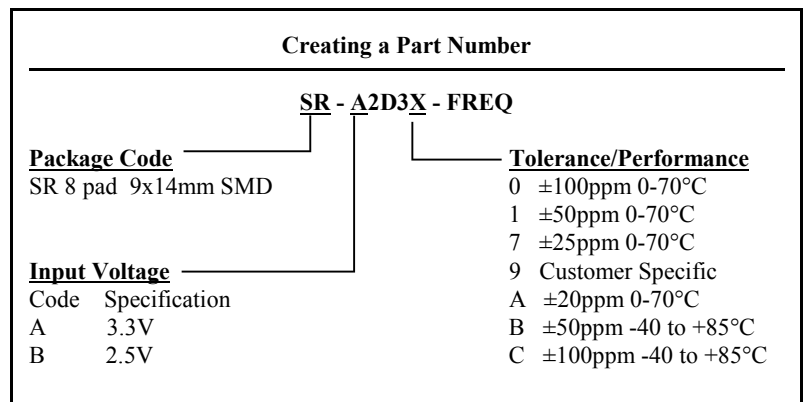 Creating a Part Number
SR - A2D3X - FREQ
Package Code
SR 8 pad 9x14mm SMD
Input Voltage
Code Specification
A 3.3V
B 2.5V
Tolerance/Performance
0 ±100ppm 0-70°C
1 ±50ppm 0-70°C
7 ±25ppm 0-70°C
9 Customer Specific
A ±20ppm 0-70°C
B ±50ppm -40 to +85°C
C ±100ppm -40 to +85°C